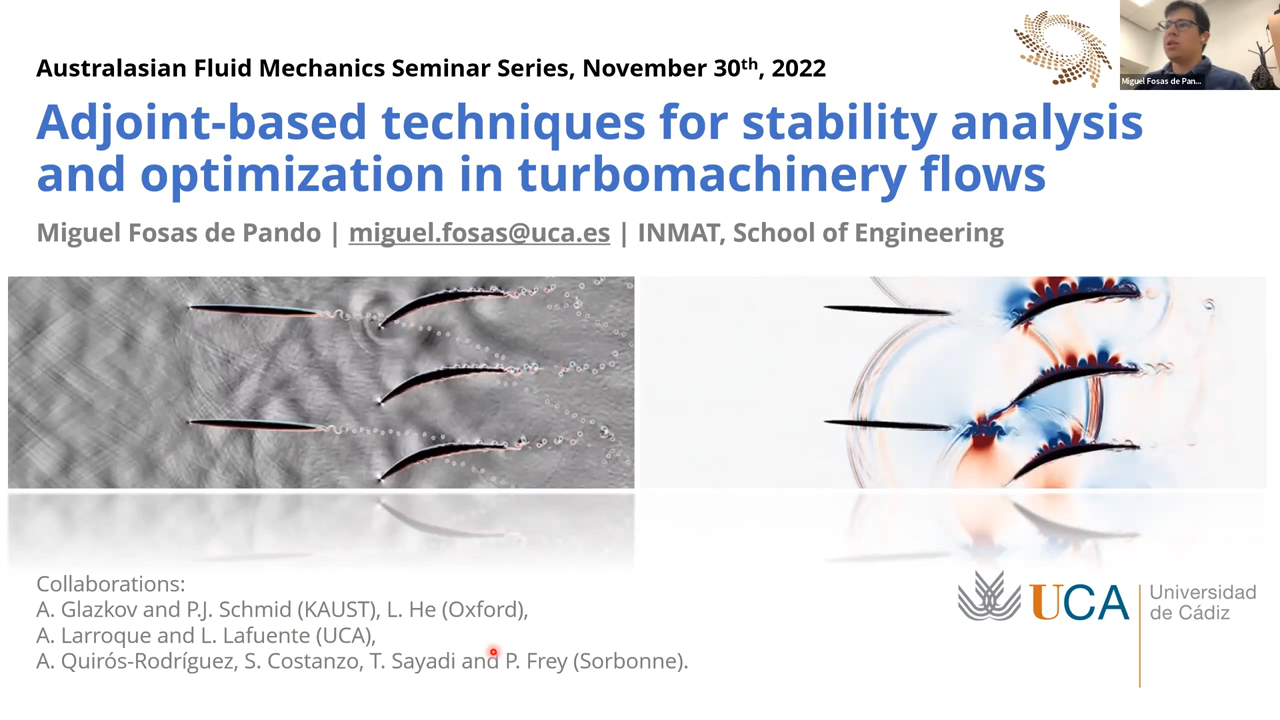 Australasian Fluid Mechanics Seminar Series, November 30th, 2022
Miguel Fosas de Pan...
Adjoint-based techniques for stability analysis
and optimization in turbomachinery flows
Miguel Fosas de Pando | miguel.fosas@uca.es | INMAT, School of Engineering
Collaborations:
A. Glazkov and P.J. Schmid (KAUST), L. He (Oxford),
A. Larroque and L. Lafuente (UCA),
A. Quirós-Rodríguez, S. Costanzo, T. Sayadi and P. Frey (Sorbonne).
UCA
Universidad
de Cádiz